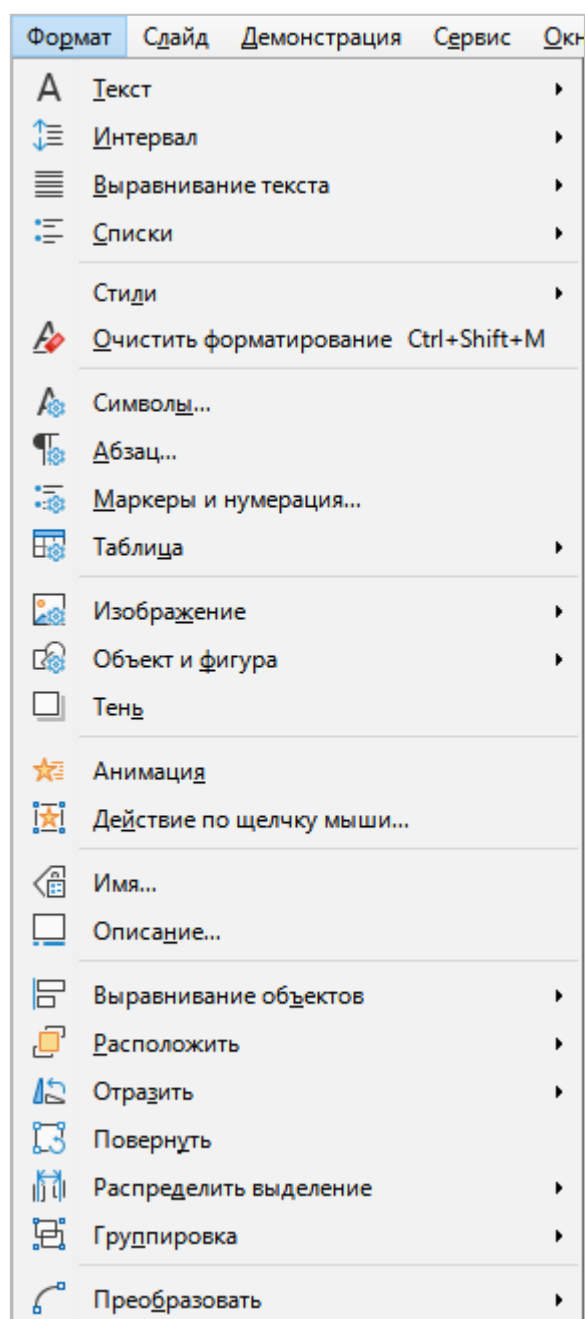 Формат Слайд Демонстрация Сервис Окн
Текст
Интервал
Выравнивание текста
Списки
Стили
Очистить форматирование Ctrl+Shift+M
Символы...
Абзац...
Маркеры и нумерация...
Таблица
Изображение
Объект и фигура
Тень
Анимация
Действие по щелчку мыши...
Имя...
Описание...
Выравнивание объектов
Расположить
Отразить
Повернуть
Распределить выделение
Группировка
Преобразовать